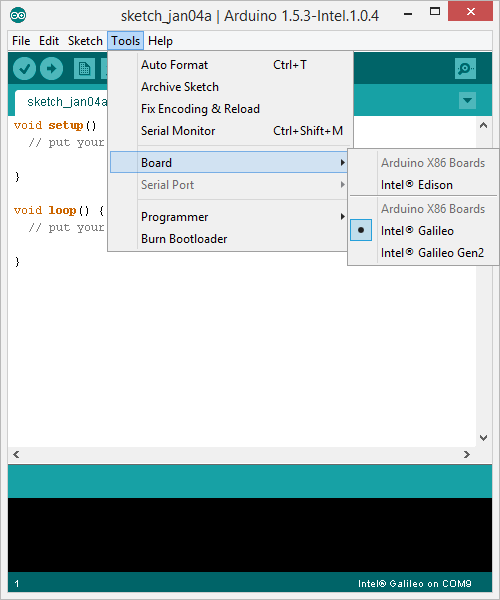 sketch_jan04a | Arduino 1.5.3-Intel.1.0.4
File Edit Sketch Tools Help
Auto Format Ctrl+T
Archive Sketch
Fix Encoding & Reload
Serial Monitor Ctrl+Shift+M
Board
Serial Port
Programmer
Burn Bootloader
Arduino X86 Boards
Intel® Edison
Arduino X86 Boards
Intel® Galileo
Intel® Galileo Gen2
sketch_jan04a
void setup()
// put your
}
void loop() {
// put your
}
1 Intel® Galileo on COM9